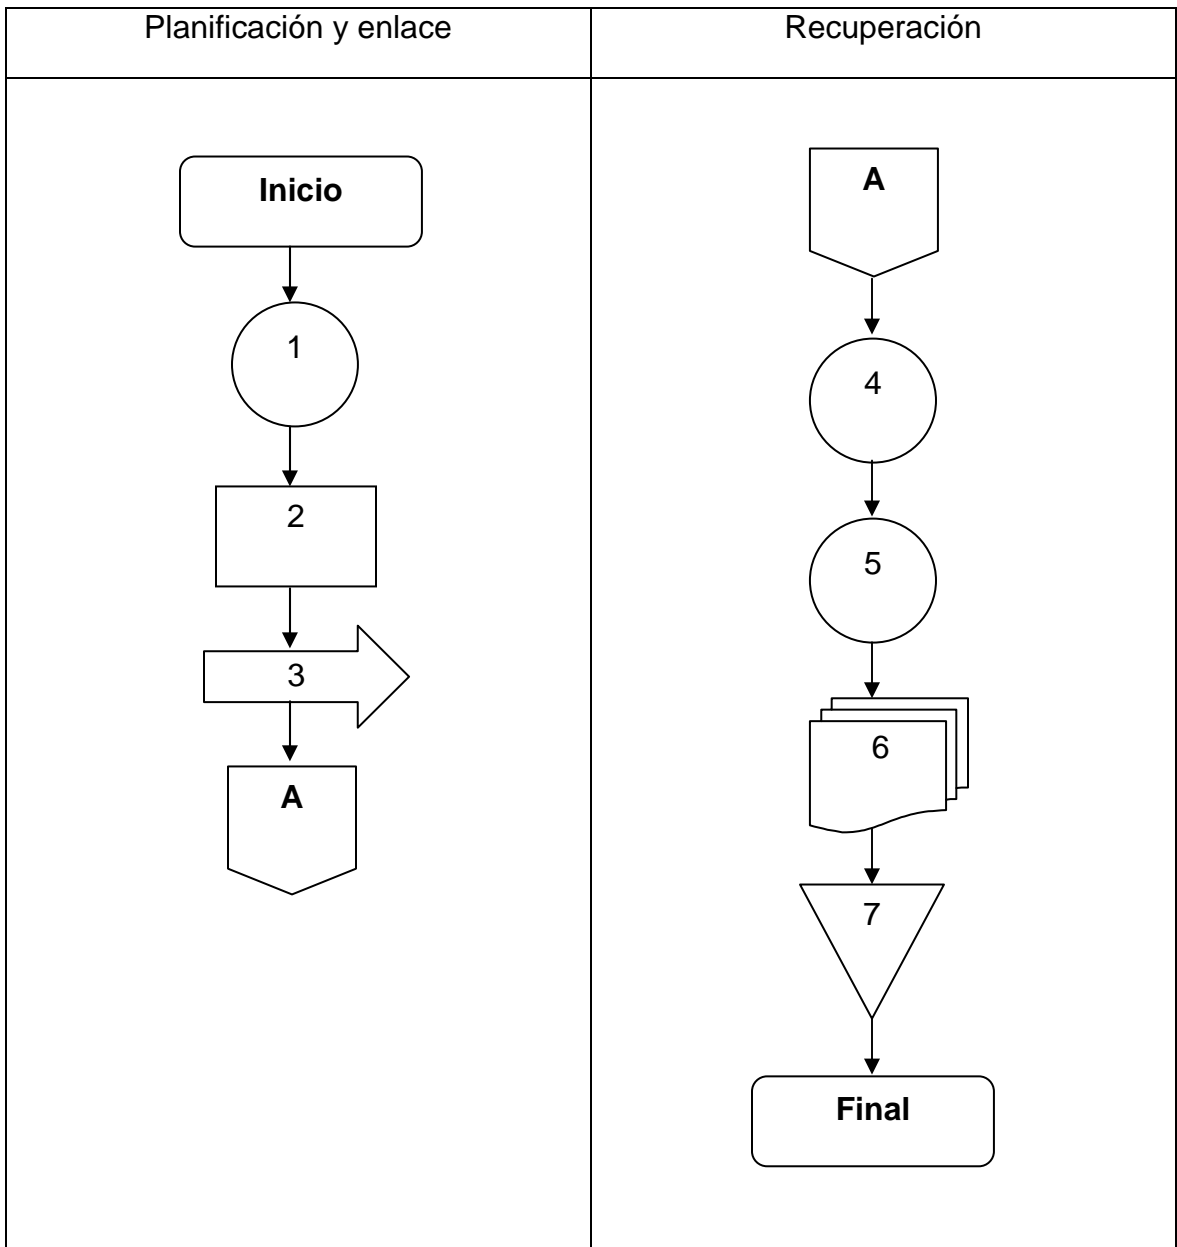 Planificación y enlace
Recuperación
Inicio
1
2
3
A
A
4
5
6
7
Final